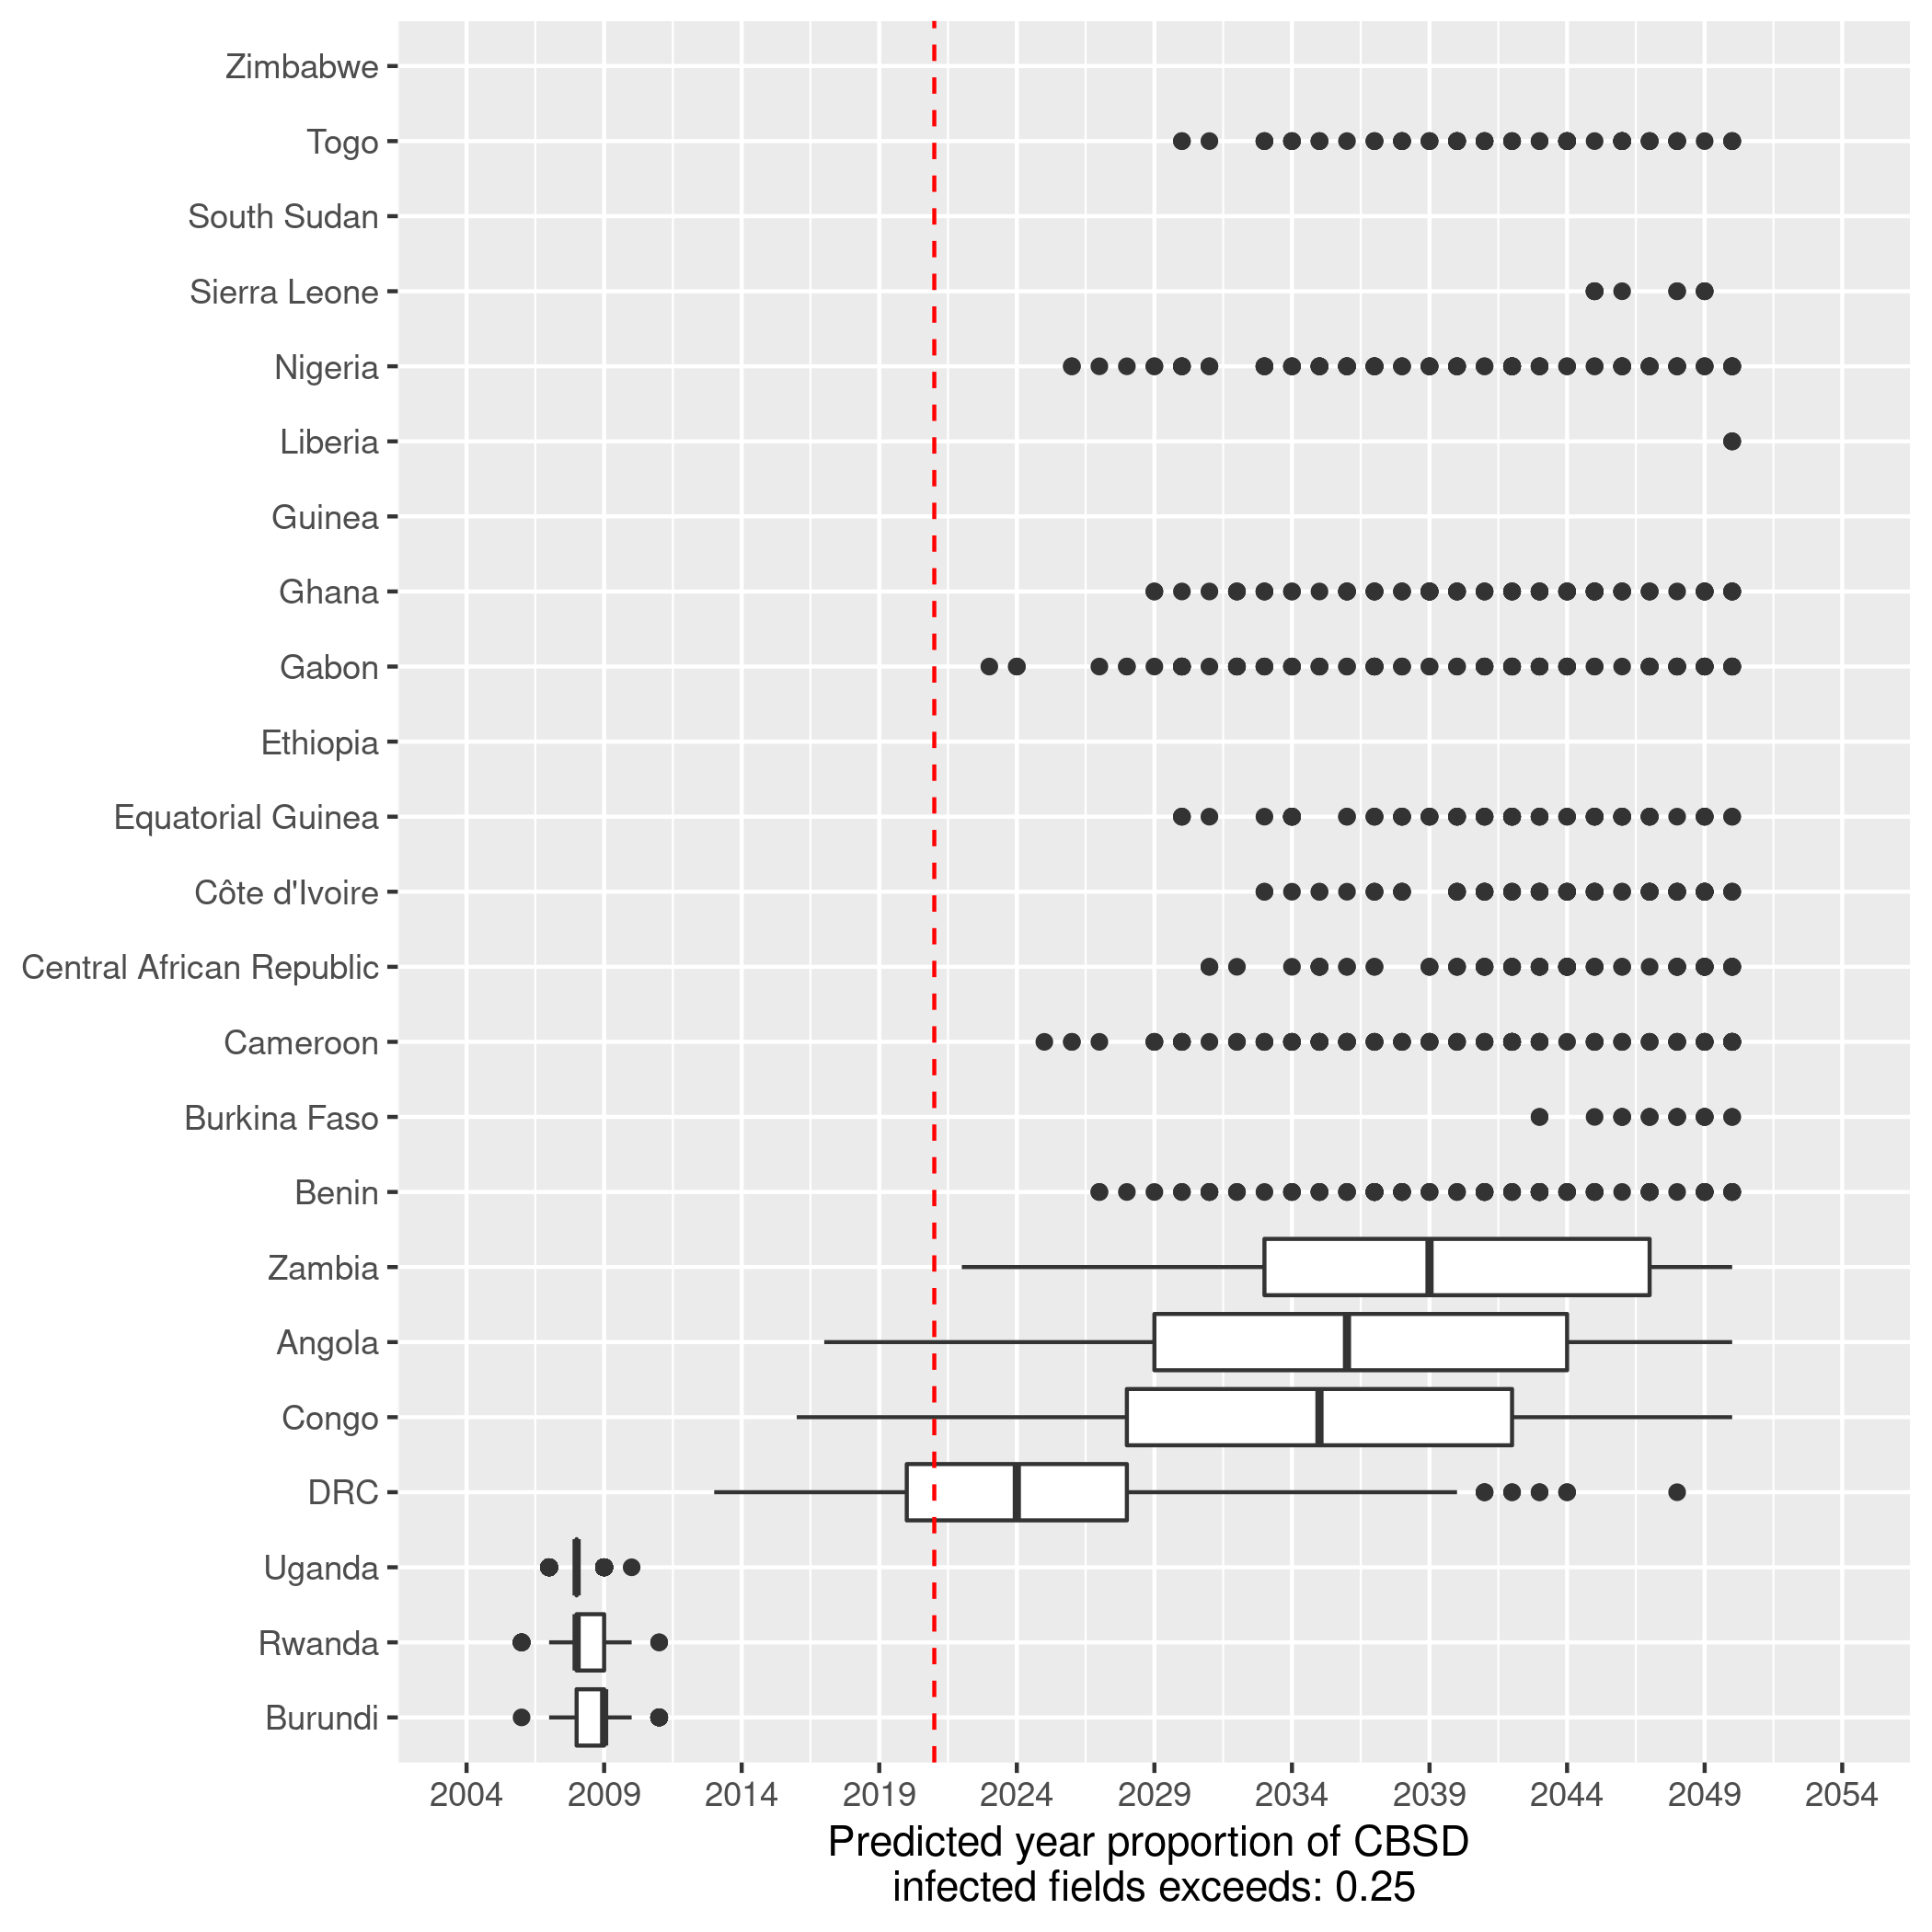 Zimbabwe
Togo
South Sudan
Sierra Leone
Nigeria
Liberia
Guinea
Ghana
Gabon
Ethiopia
Equatorial Guinea
Côte d'Ivoire
Central African Republic
Cameroon
Burkina Faso
Benin
Zambia
Angola
Congo
DRC
Uganda
Rwanda
Burundi
2004 2009 2014 2019 2024 2029 2034 2039 2044 2049 2054
Predicted year proportion of CBSD
infected fields exceeds: 0.25